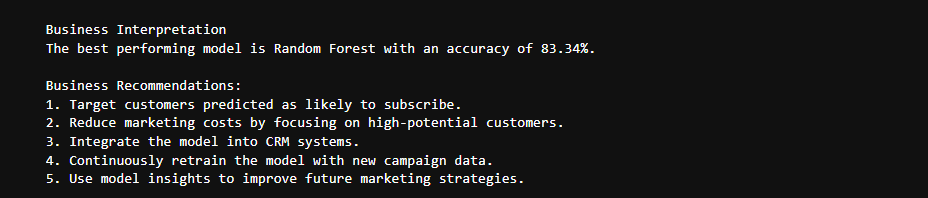 Business Interpretation
The best performing model is Random Forest with an accuracy of 83.34%.
Business Recommendations:
1. Target customers predicted as likely to subscribe.
2. Reduce marketing costs by focusing on high-potential customers.
3. Integrate the model into CRM systems.
4. Continuously retrain the model with new campaign data.
5. Use model insights to improve future marketing strategies.